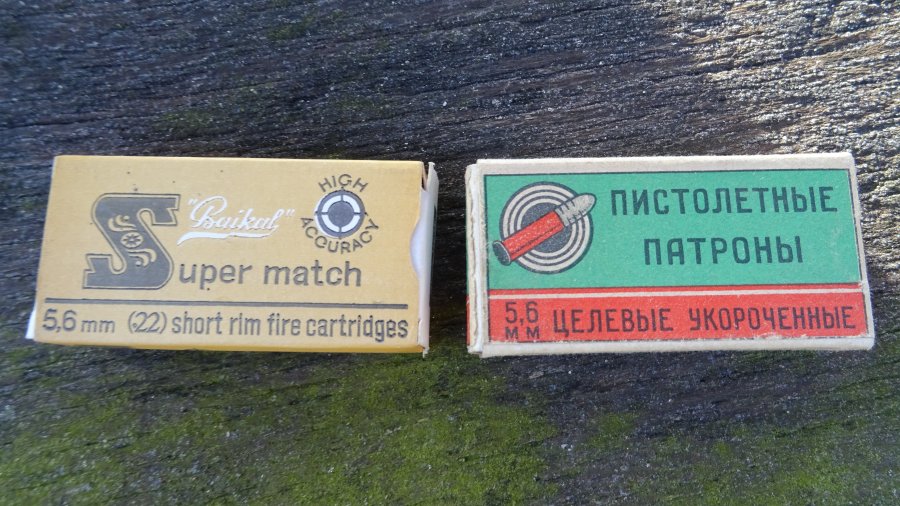 "Baikal"
HIGH ACCURACY
Super match
5,6 mm (.22) short rim fire cartridges
ПИСТОЛЕТНЫЕ
ПАТРОНЫ
5,6 мм ЦЕЛЕВЫЕ УКОРОЧЕННЫЕ